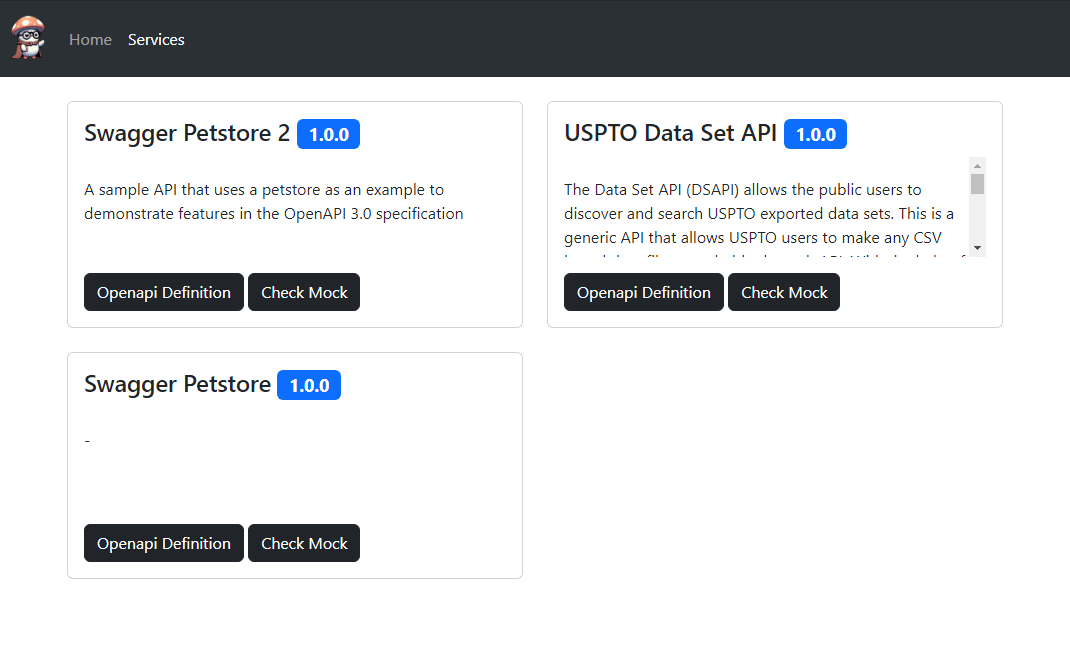 Home Services
Swagger Petstore 2 1.0.0
A sample API that uses a petstore as an example to
demonstrate features in the OpenAPI 3.0 specification
Openapi Definition Check Mock
USPTO Data Set API 1.0.0
The Data Set API (DSAPI) allows the public users to
discover and search USPTO exported data sets. This is a
generic API that allows USPTO users to make any CSV
Openapi Definition Check Mock
Swagger Petstore 1.0.0
-
Openapi Definition Check Mock